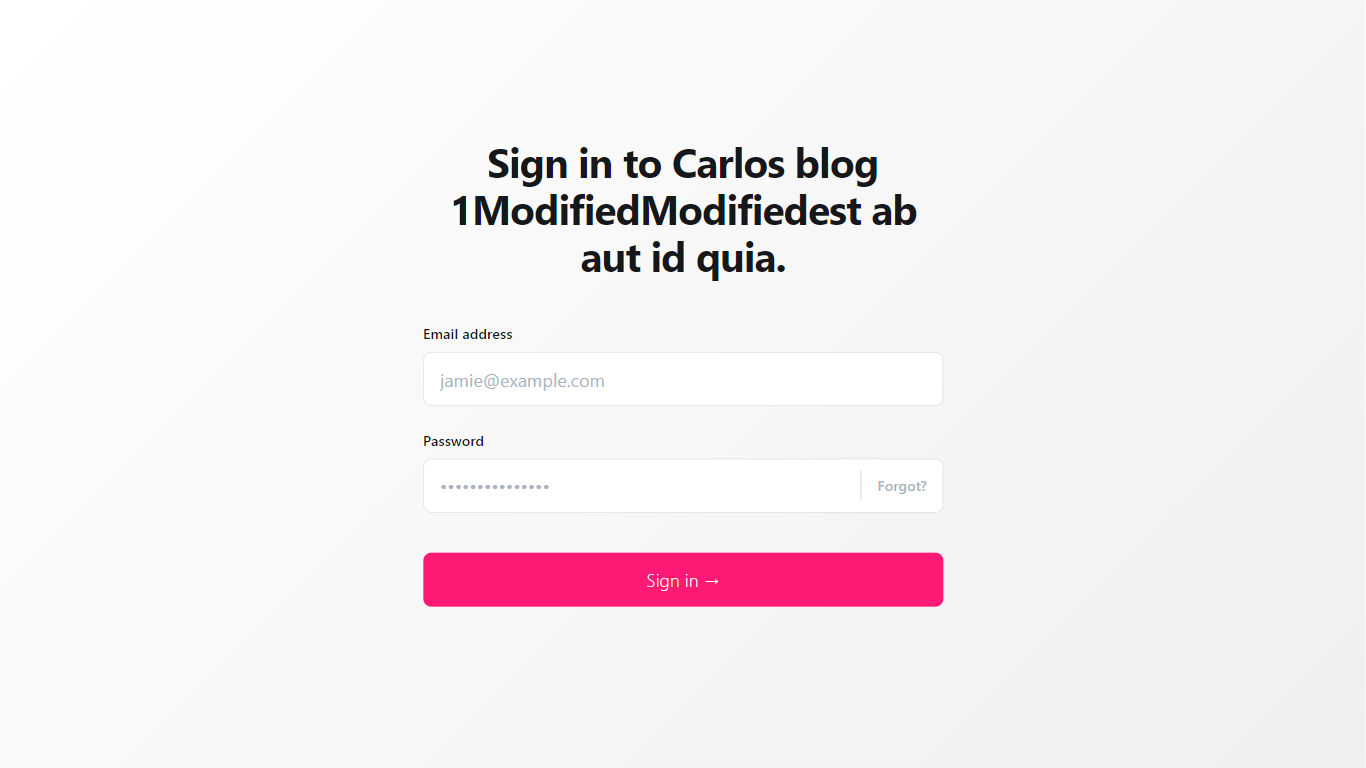 Sign in to Carlos blog
1ModifiedModifiedest ab
aut id quia.
Email address
jamie@example.com
Password
•••••••••••••••
Forgot?
Sign in →